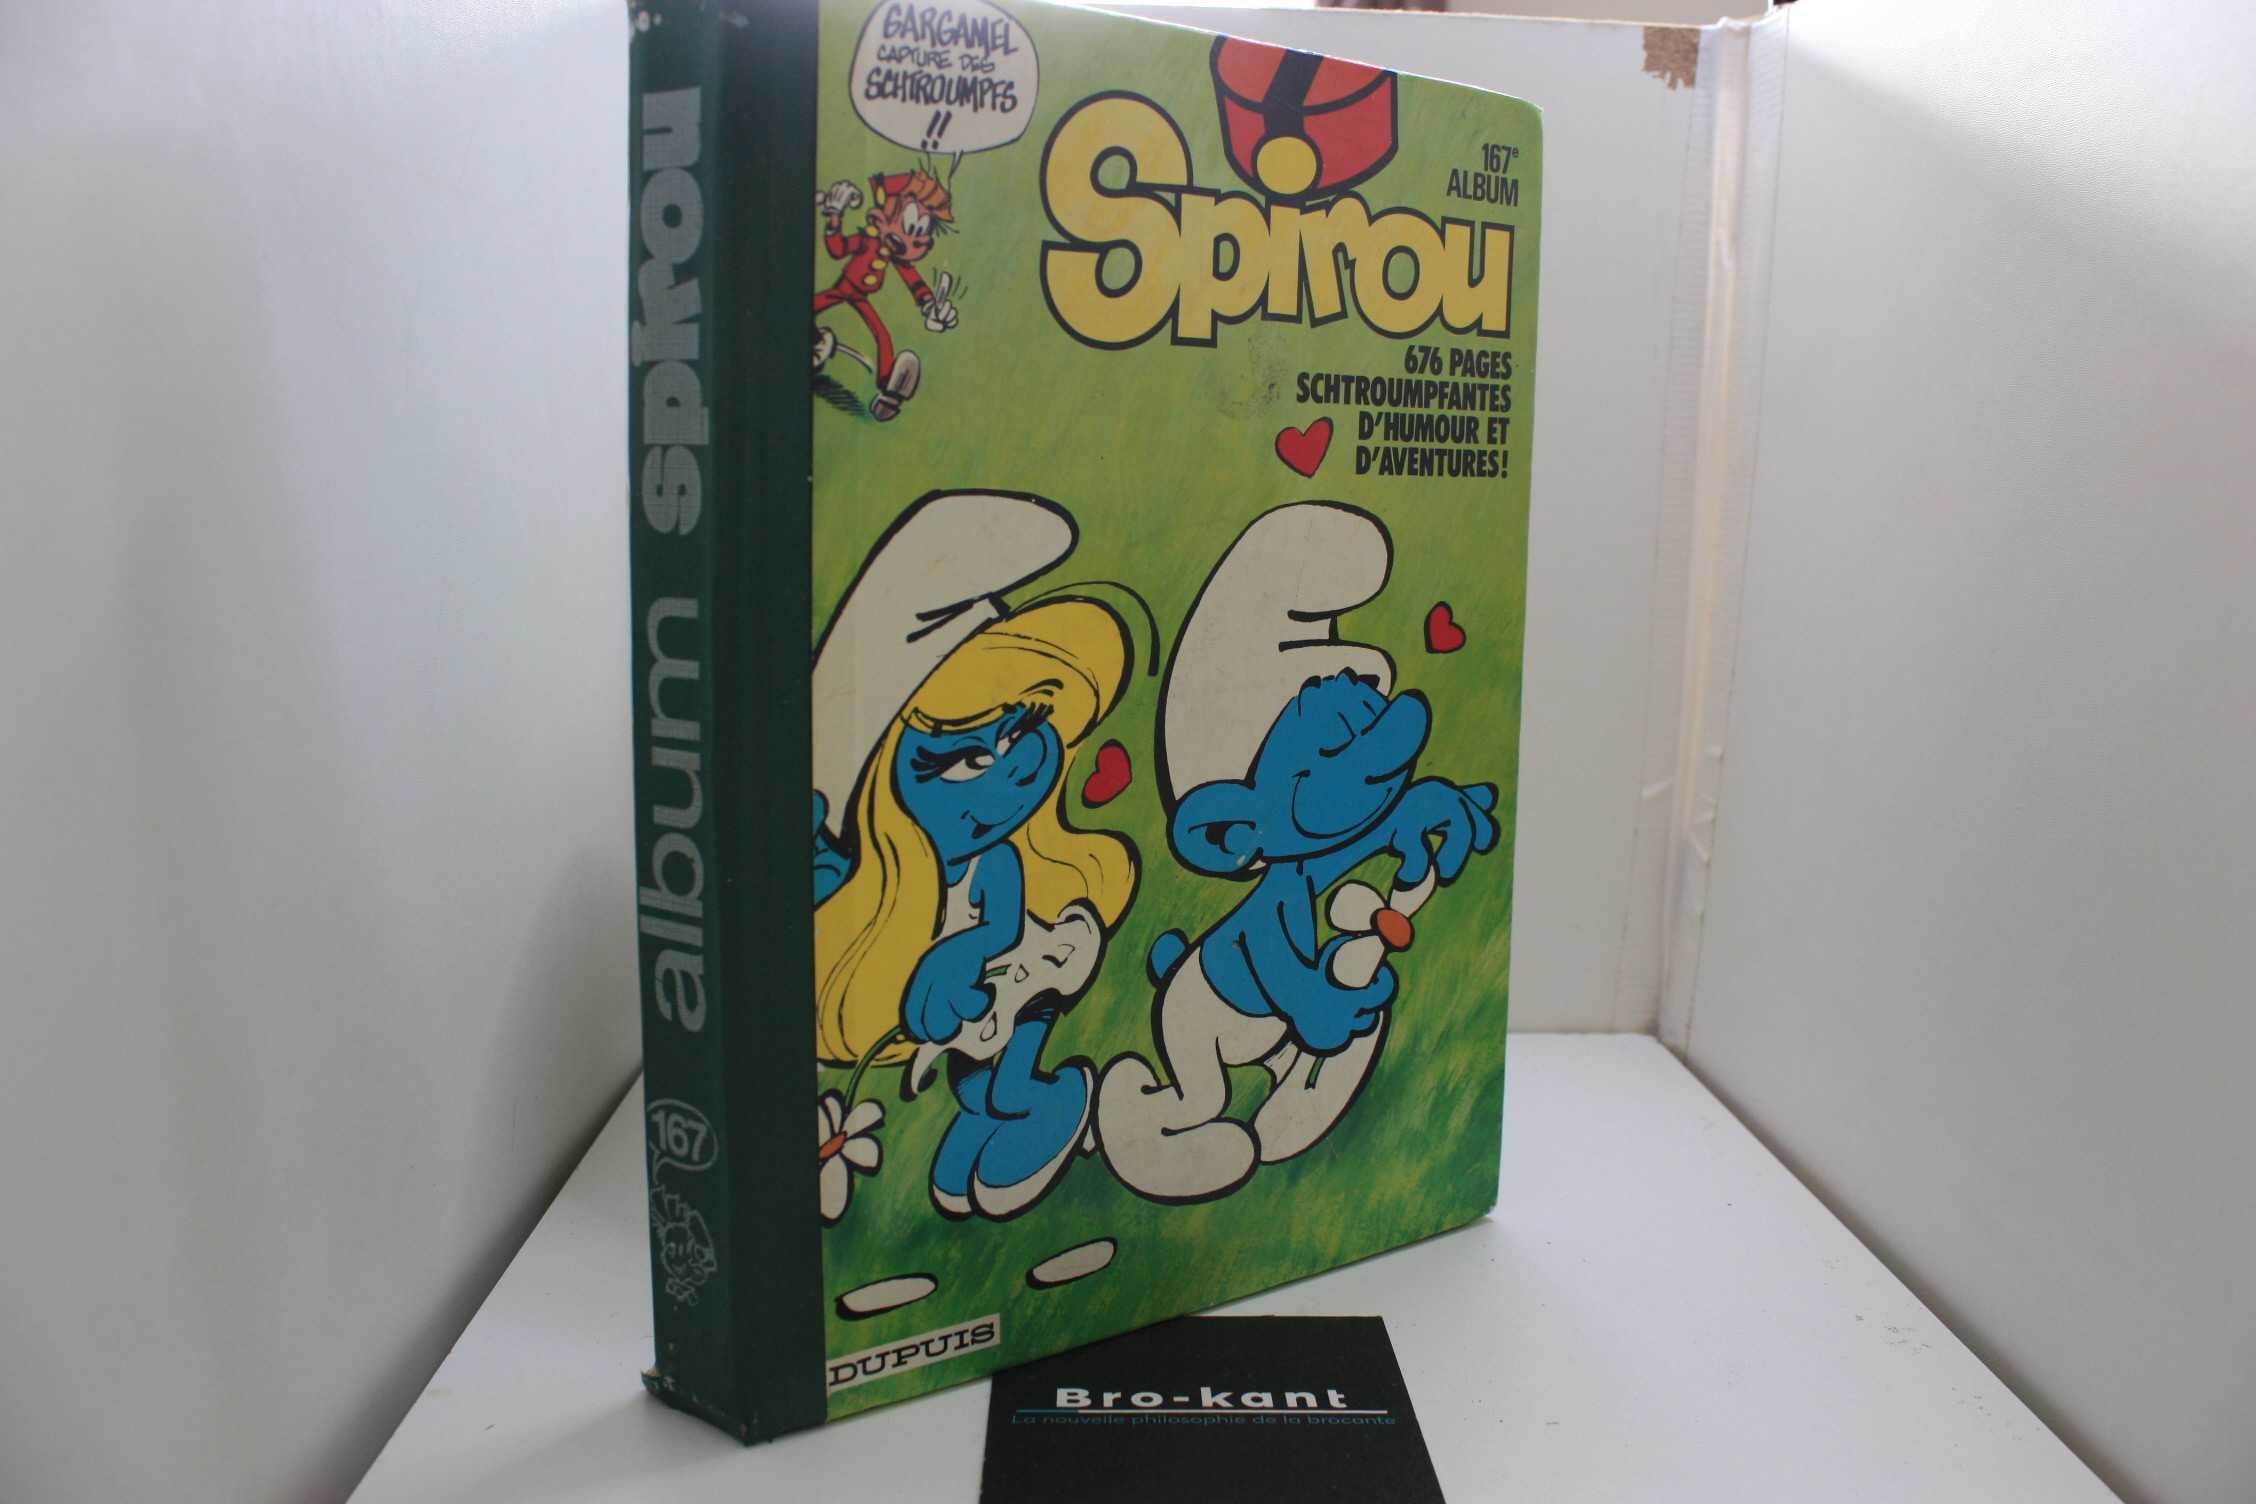 GARGAMEL
CAPTURE DES
SCHTROUMPFS
!!
Spirou
167e
ALBUM
676 PAGES
SCHTROUMPFANTES
D'HUMOUR ET
D'AVENTURES!
album spirou
167
DUPUIS
Bro-kant
La nouvelle philosophie de la brocante